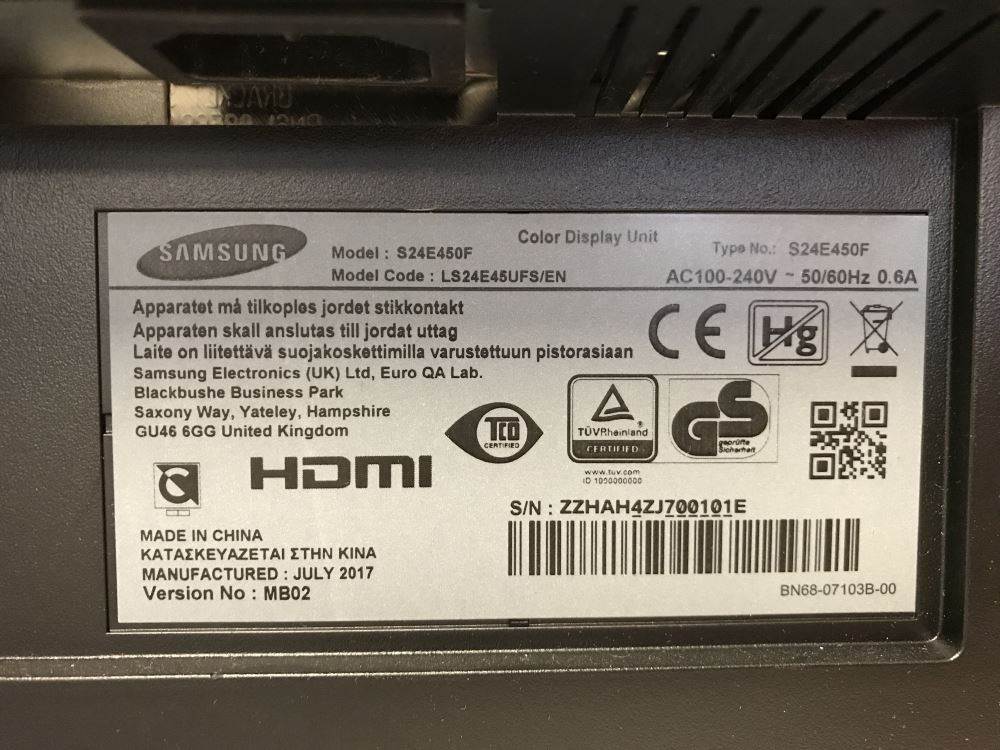 SAMSUNG
Color Display Unit
Model : S24E450F
Type No.: S24E450F
Model Code : LS24E45UFS/EN
AC100-240V ~ 50/60Hz 0.6A
Apparatet må tilkoples jordet stikkontakt
Apparaten skall anslutas till jordat uttag
Laite on liitettävä suojakoskettimilla varustettuun pistorasiaan
Samsung Electronics (UK) Ltd, Euro QA Lab.
Blackbushe Business Park
Saxony Way, Yateley, Hampshire
GU46 6GG United Kingdom
CE
Hg
TCO
CERTIFIED
TÜVRheinland
CERTIFIED
www.tuv.com
ID 1000000000
GS
geprüfte
Sicherheit
HDMI
S/N : ZZHAH4ZJ700101E
MADE IN CHINA
ΚΑΤΑΣΚΕΥΑΖΕΤΑΙ ΣΤΗΝ ΚΙΝΑ
MANUFACTURED : JULY 2017
Version No : MB02
BN68-07103B-00